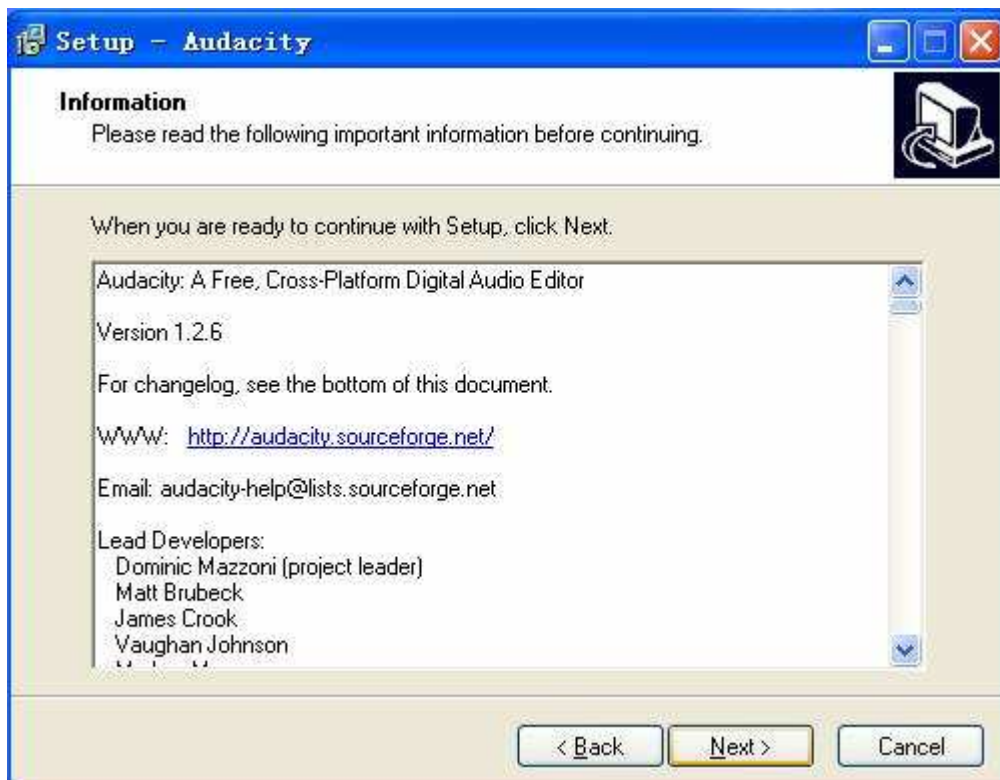 Setup - Audacity
Information
Please read the following important information before continuing.
When you are ready to continue with Setup, click Next.
Audacity: A Free, Cross-Platform Digital Audio Editor
Version 1.2.6
For changelog, see the bottom of this document.
WWW: http://audacity.sourceforge.net/
Email: audacity-help@lists.sourceforge.net
Lead Developers:
Dominic Mazzoni (project leader)
Matt Brubeck
James Crook
Vaughan Johnson
< Back Next > Cancel